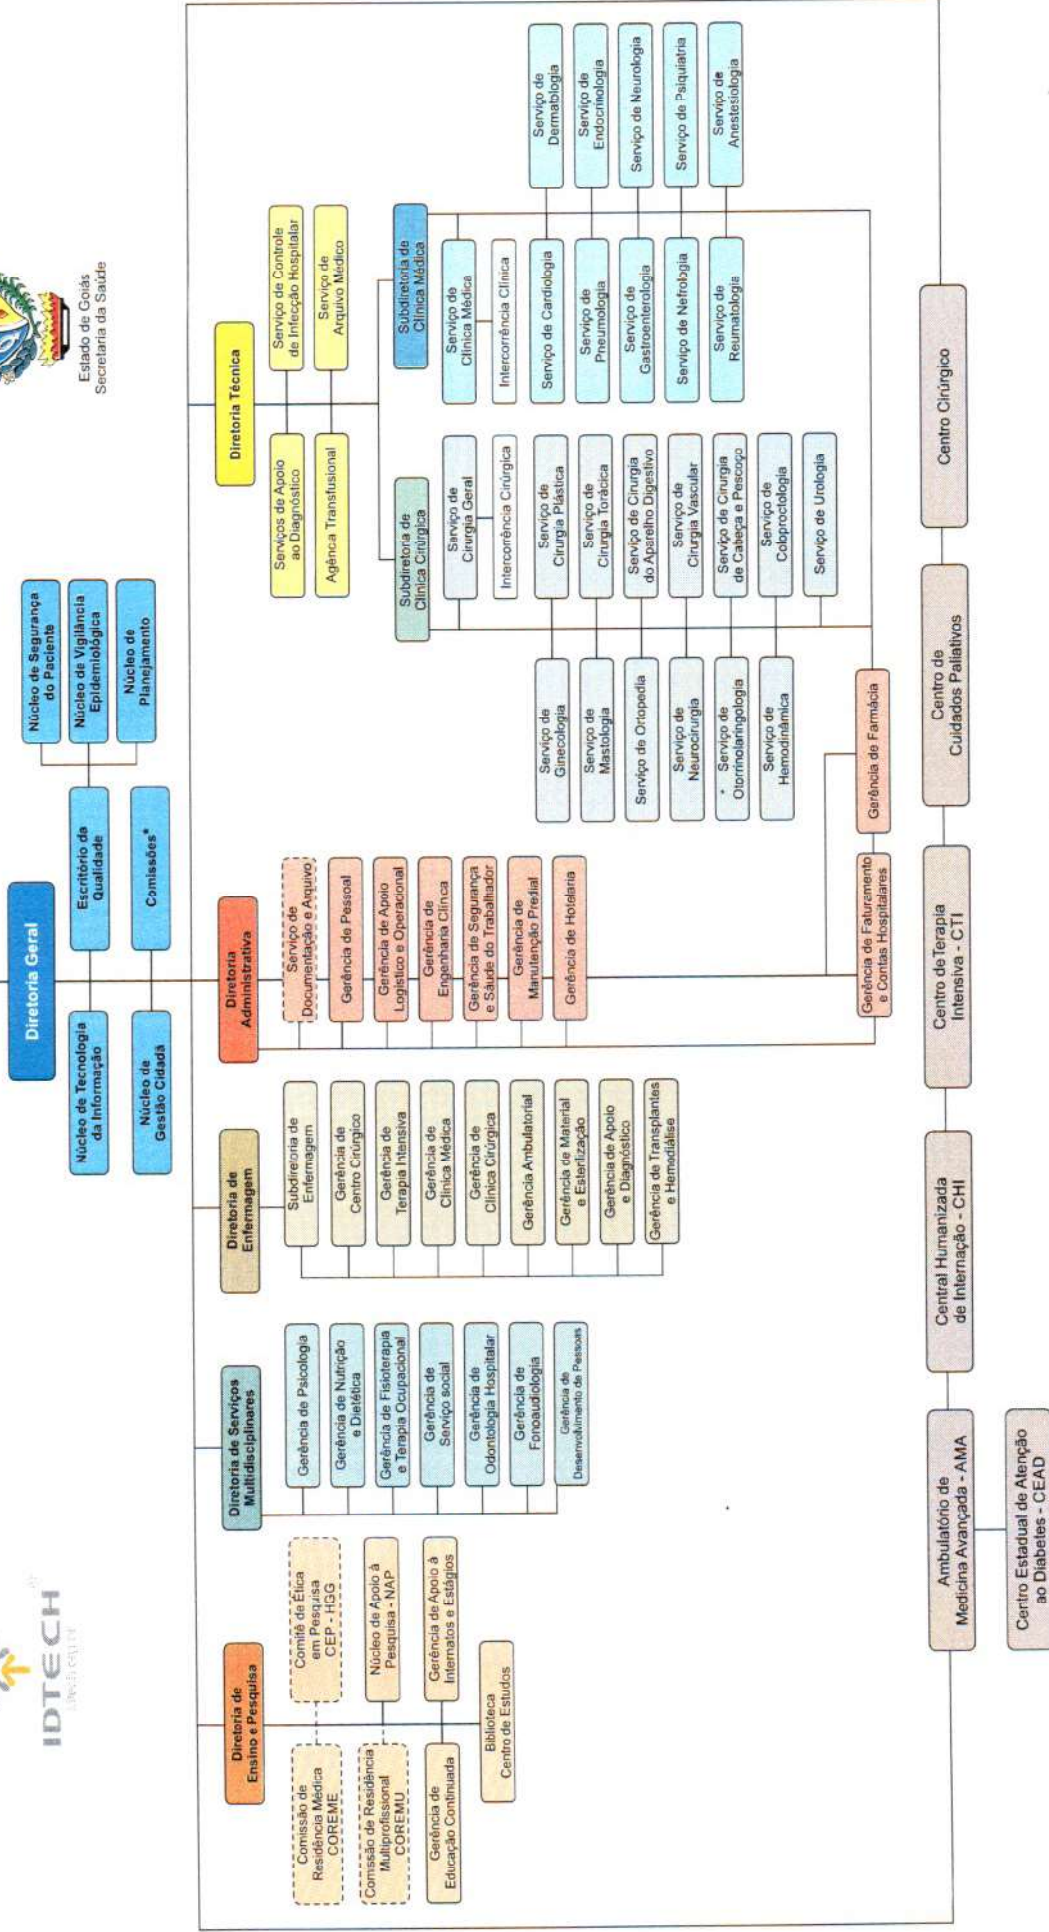 IDTECH
Estado de Goiás
Secretaria da Saúde
Diretoria Geral
Núcleo de Tecnologia
da Informação
Escritório da
Qualidade
Núcleo de Segurança
do Paciente
Núcleo de Vigilância
Epidemiológica
Núcleo de
Planejamento
Núcleo de
Gestão Cidadã
Comissões*
Diretoria de
Ensino e Pesquisa
Comissão de
Residência Médica
COREME
Comitê de Ética
em Pesquisa
CEP - HGG
Comissão de Residência
Multiprofissional
COREMU
Núcleo de Apoio à
Pesquisa - NAP
Gerência de
Educação Continuada
Gerência de Apoio à
Internatos e Estágios
Biblioteca
Centro de Estudos
Diretoria de Serviços
Multidisciplinares
Gerência de Psicologia
Gerência de Nutrição
e Dietética
Gerência de Fisioterapia
e Terapia Ocupacional
Gerência de
Serviço social
Gerência de
Odontologia Hospitalar
Gerência de
Fonoaudiologia
Gerência de
Desenvolvimento de Pessoas
Diretoria de
Enfermagem
Subdiretoria de
Enfermagem
Gerência de
Centro Cirúrgico
Gerência de
Terapia Intensiva
Gerência de
Clínica Médica
Gerência de
Clínica Cirúrgica
Gerência Ambulatorial
Gerência de Material
e Esterilização
Gerência de Apoio
e Diagnóstico
Gerência de Transplantes
e Hemodiálise
Diretoria
Administrativa
Serviço de
Documentação e Arquivo
Gerência de Pessoal
Gerência de Apoio
Logístico e Operacional
Gerência de
Engenharia Clínica
Gerência de Segurança
e Sáude do Trabalhador
Gerência de
Manutenção Predial
Gerência de Hotelaria
Gerência de Faturamento
e Contas Hospitalares
Gerência de Farmácia
Diretoria Técnica
Serviços de Apoio
ao Diagnóstico
Serviço de Controle
de Infecção Hospitalar
Agência Transfusional
Serviço de
Arquivo Médico
Subdiretoria de
Clínica Cirúrgica
Serviço de
Cirurgia Geral
Intercorrência Cirúrgica
Serviço de
Ginecologia
Serviço de
Cirurgia Plástica
Serviço de
Mastologia
Serviço de
Cirurgia Torácica
Serviço de Ortopedia
Serviço de Cirurgia
do Aparelho Digestivo
Serviço de
Neurocirurgia
Serviço de
Cirurgia Vascular
Serviço de
Otorrinolaringologia
Serviço de Cirurgia
de Cabeça e Pescoço
Serviço de
Hemodinâmica
Serviço de
Coloproctologia
Serviço de Urologia
Subdiretoria de
Clínica Médica
Serviço de
Clínica Médica
Intercorrência Clínica
Serviço de Cardiologia
Serviço de
Dermatologia
Serviço de
Pneumologia
Serviço de
Endocrinologia
Serviço de
Gastroenterologia
Serviço de Neurologia
Serviço de Nefrologia
Serviço de Psiquiatria
Serviço de
Reumatologia
Serviço de
Anestesiologia
Ambulatório de
Medicina Avançada - AMA
Central Humanizada
de Internação - CHI
Centro de Terapia
Intensiva - CTI
Centro de
Cuidados Paliativos
Centro Cirúrgico
Centro Estadual de Atenção
ao Diabetes - CEAD